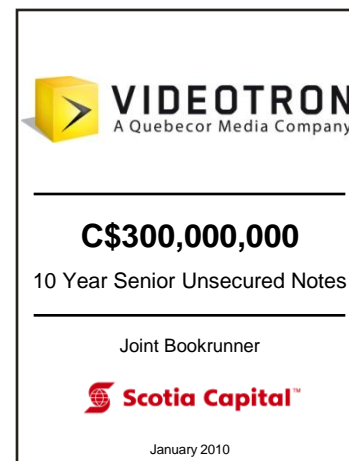 VIDEOTRON
A Quebecor Media Company
C$300,000,000
10 Year Senior Unsecured Notes
Joint Bookrunner
Scotia Capital™
January 2010